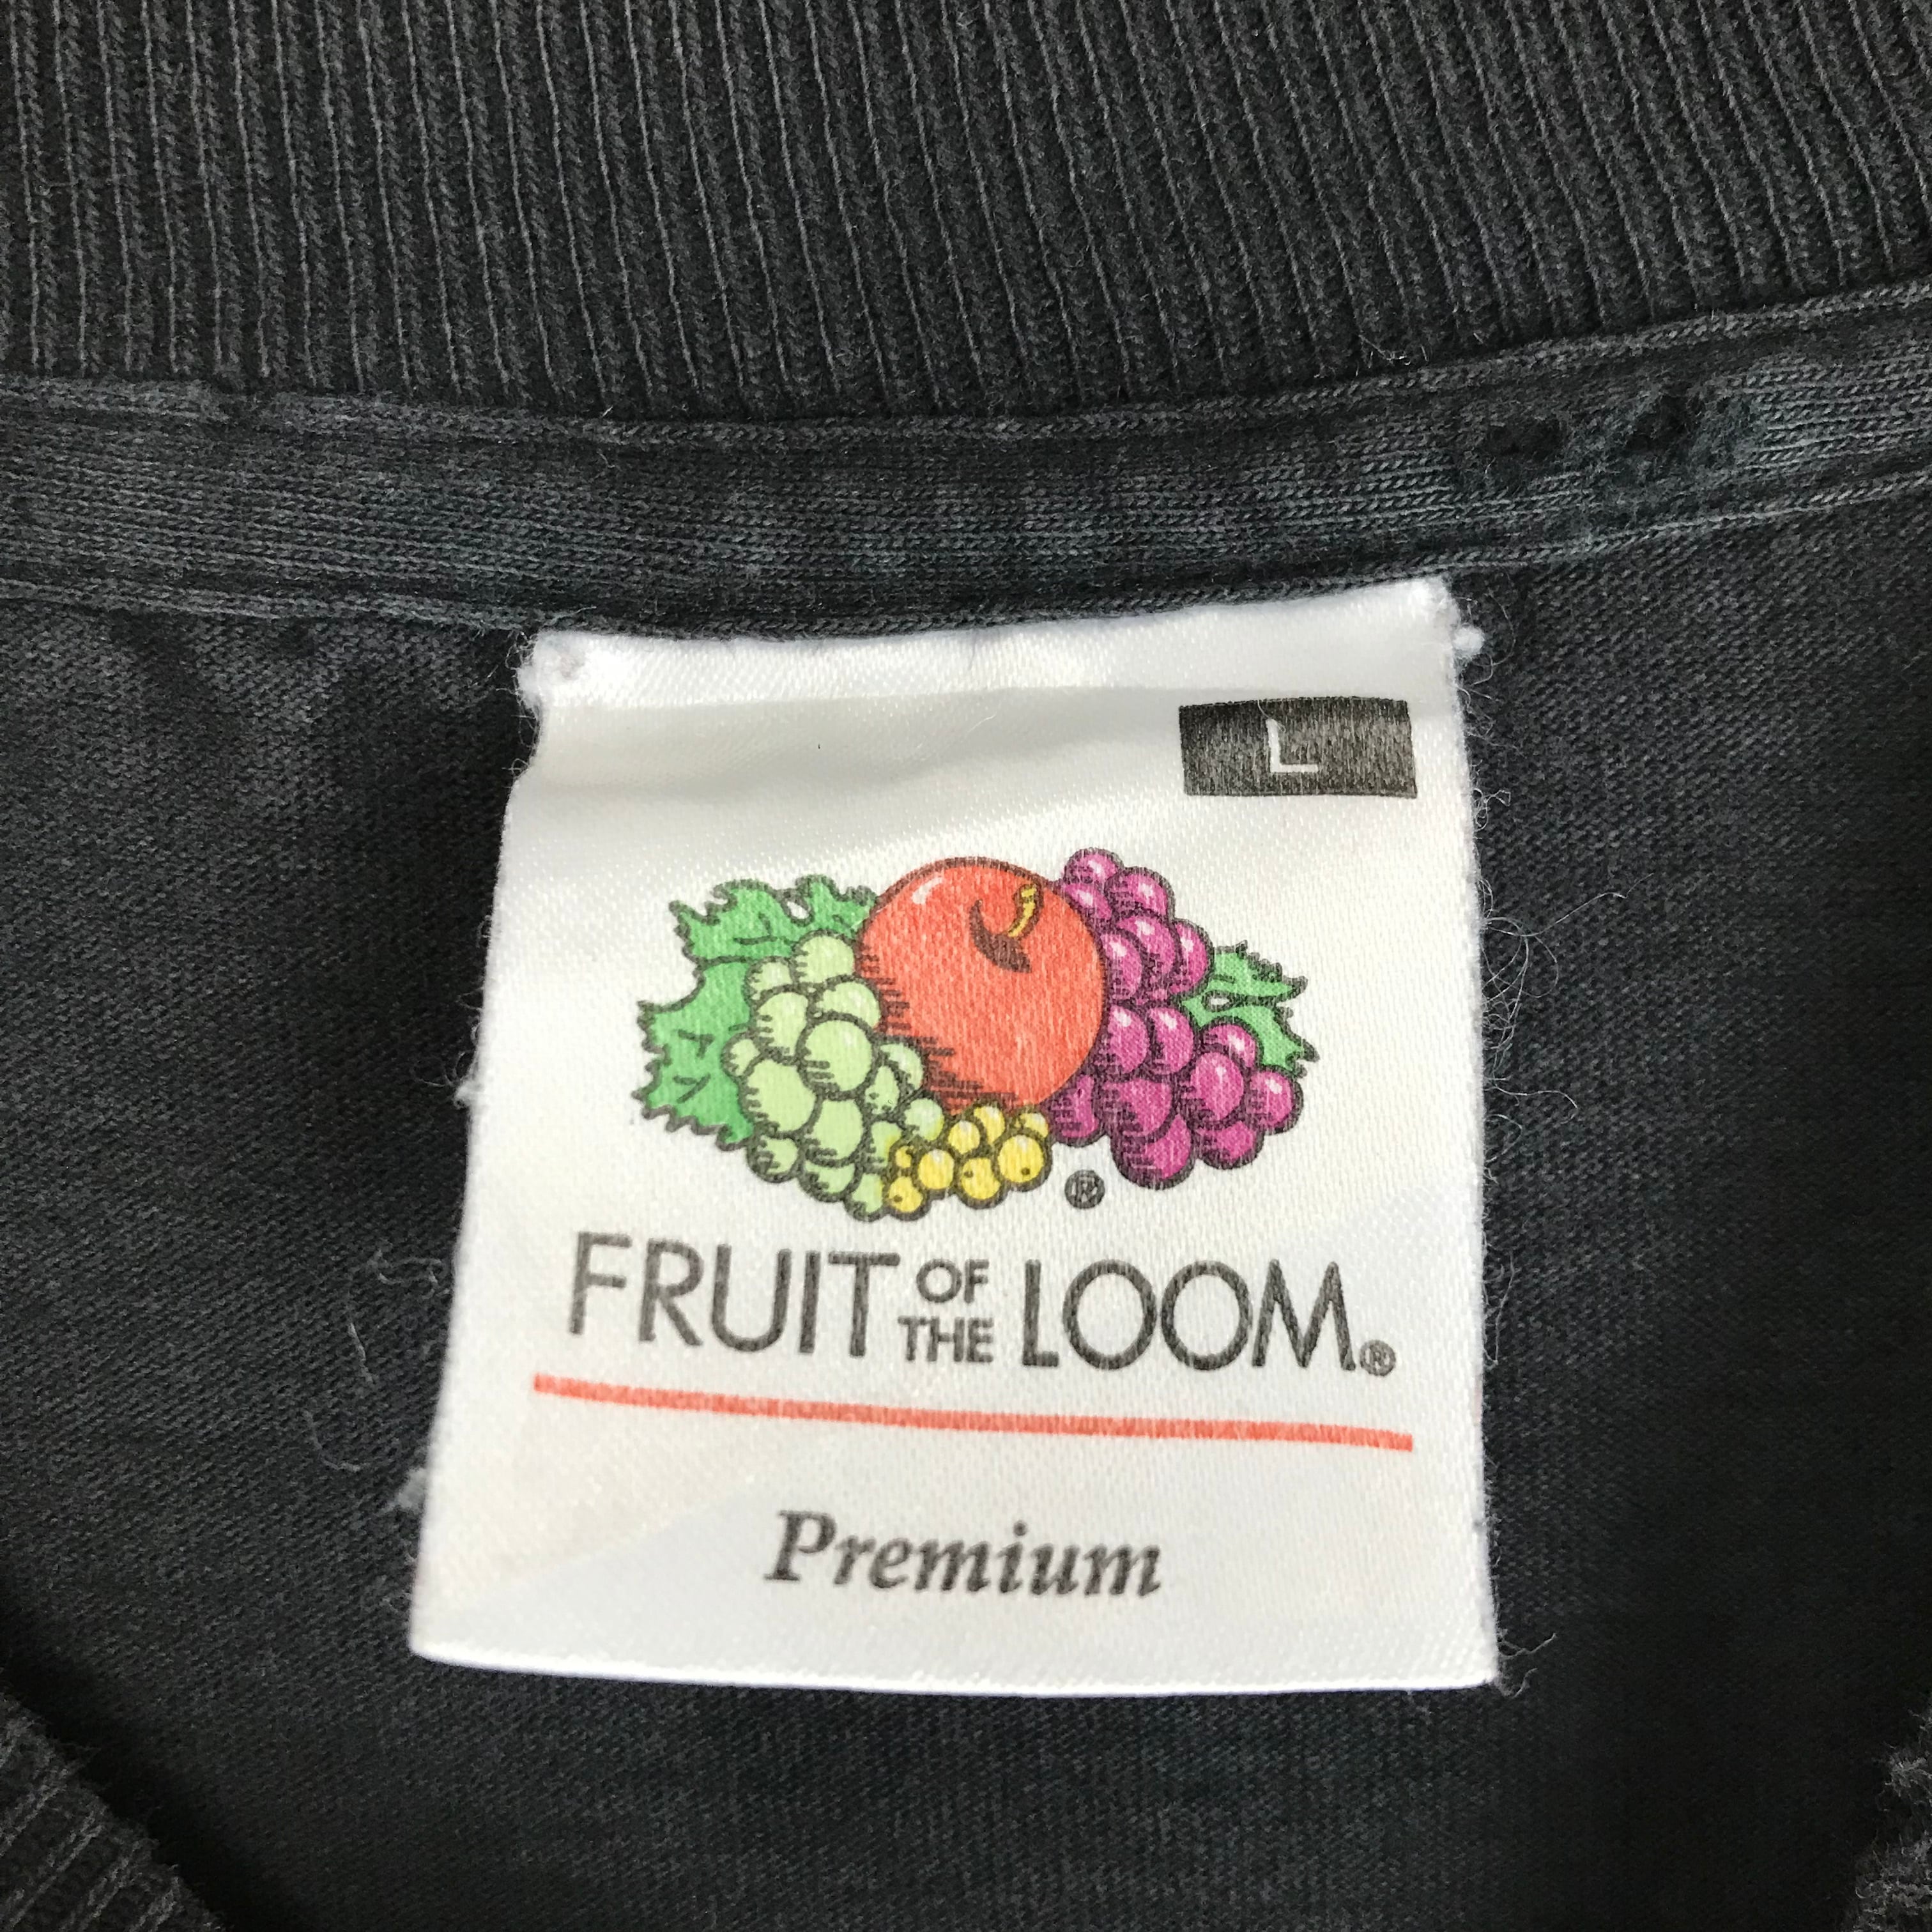 L
®
FRUIT OF THE LOOM®
Premium